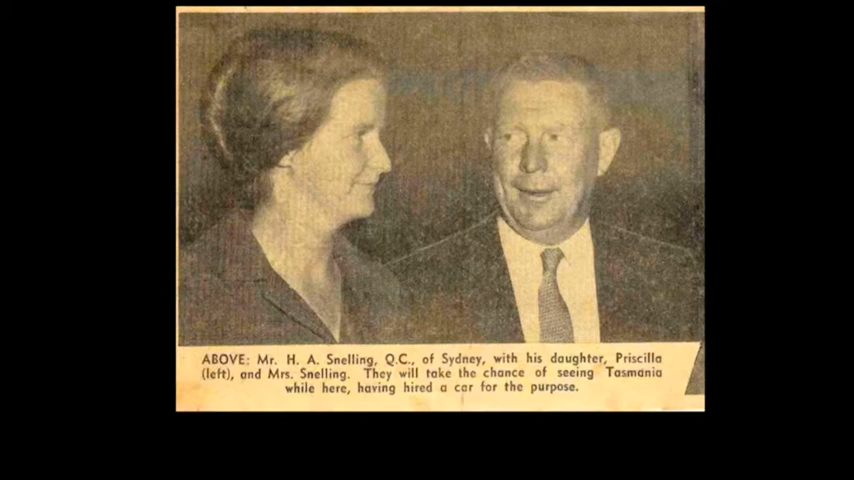 ABOVE: Mr. H. A. Snelling, Q.C., of Sydney, with his daughter, Priscilla
(left), and Mrs. Snelling. They will take the chance of seeing Tasmania
while here, having hired a car for the purpose.